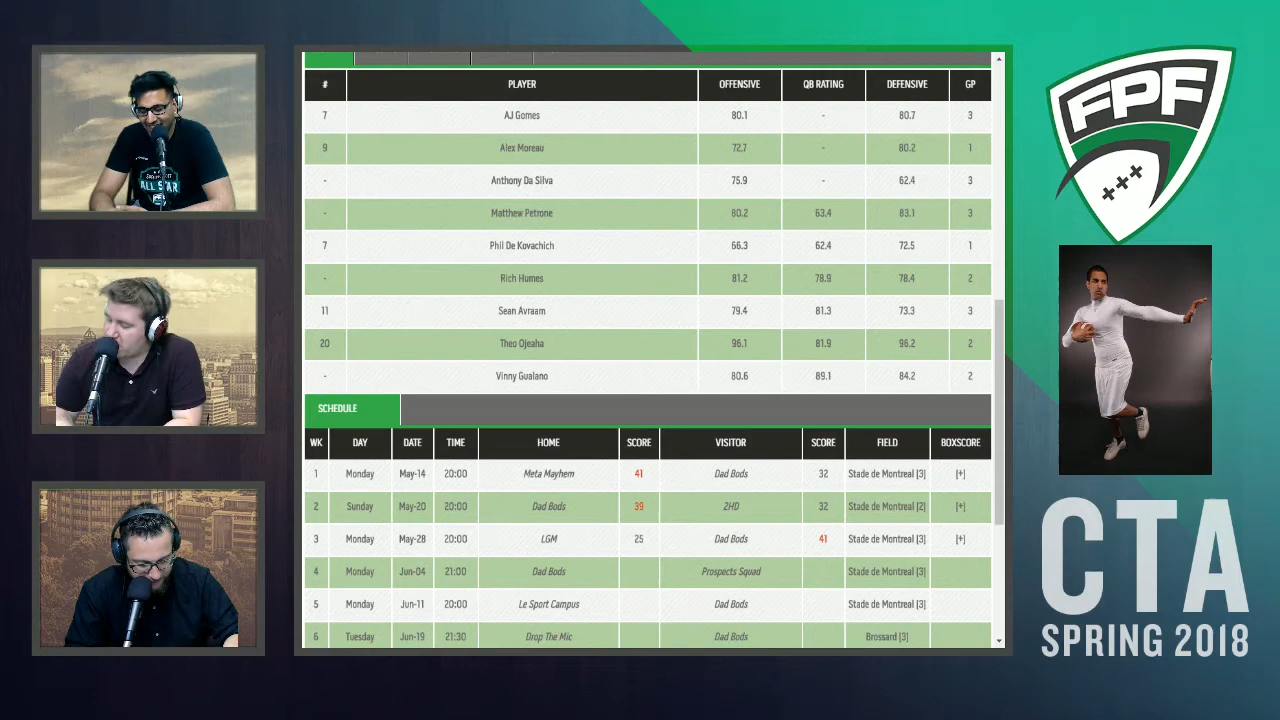 # PLAYER OFFENSIVE QB RATING DEFENSIVE GP
7 AJ Gomes 80.1 - 80.7 3
9 Alex Moreau 72.7 - 80.2 1
- Anthony Da Silva 75.9 - 62.4 3
- Matthew Petrone 80.2 63.4 83.1 3
7 Phil De Kovachich 66.3 62.4 72.5 1
- Rich Humes 81.2 78.9 78.4 2
11 Sean Avraam 79.4 81.3 73.3 3
20 Theo Ojeaha 96.1 81.9 96.2 2
- Vinny Gualano 80.6 89.1 84.2 2
SCHEDULE
WK DAY DATE TIME HOME SCORE VISITOR SCORE FIELD BOXSCORE
1 Monday May-14 20:00 Meta Mayhem 41 Dad Bods 32 Stade de Montreal [3] [+]
2 Sunday May-20 20:00 Dad Bods 39 2HD 32 Stade de Montreal [2] [+]
3 Monday May-28 20:00 LGM 25 Dad Bods 41 Stade de Montreal [3] [+]
4 Monday Jun-04 21:00 Dad Bods Prospects Squad Stade de Montreal [3]
5 Monday Jun-11 20:00 Le Sport Campus Dad Bods Stade de Montreal [3]
6 Tuesday Jun-19 21:30 Drop The Mic Dad Bods Brossard [3]
FPF
CTA
SPRING 2018
ALL STAR